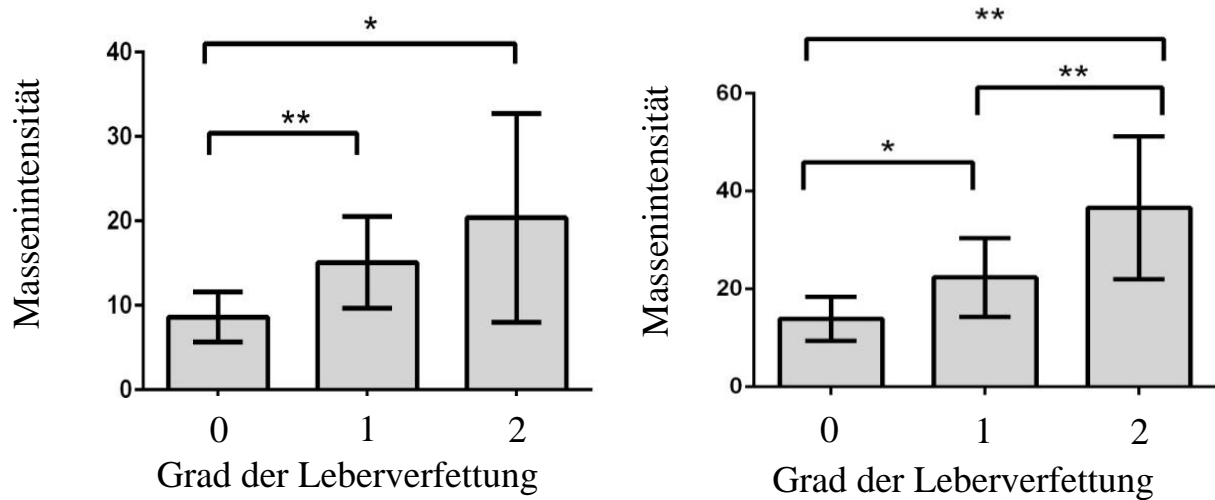 *
**
40
30
20
10
0
Massenintensität
0 1 2
Grad der Leberverfettung
**
**
*
60
40
20
0
Massenintensität
0 1 2
Grad der Leberverfettung